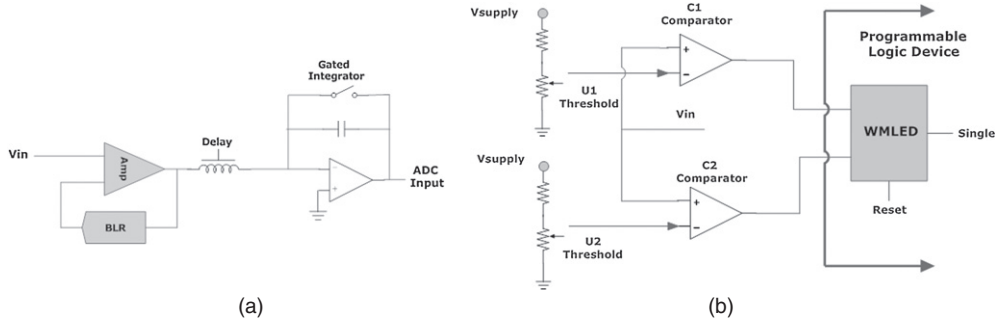 Vin
Amp
BLR
Delay
Gated
Integrator
-
+
ADC
Input
(a)
Vsupply
U1
Threshold
C1
Comparator
+
-
Vin
Vsupply
U2
Threshold
C2
Comparator
+
-
Programmable
Logic Device
WMLED
Single
Reset
(b)